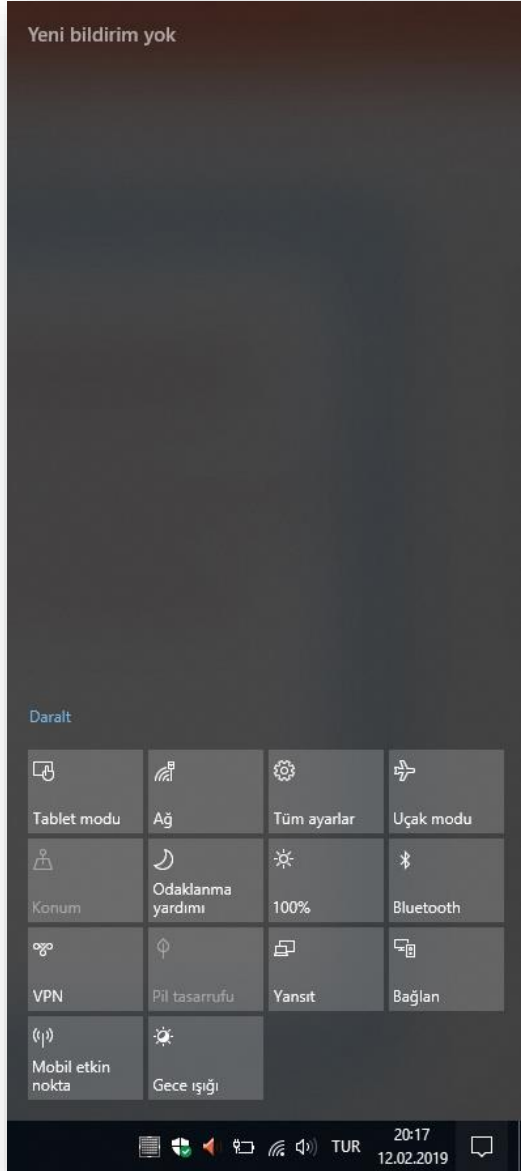 Yeni bildirim yok
Daralt
Tablet modu
Ağ
Tüm ayarlar
Uçak modu
Konum
Odaklanma
yardımı
100%
Bluetooth
VPN
Pil tasarrufu
Yansıt
Bağlan
Mobil etkin
nokta
Gece ışığı
TUR
20:17
12.02.2019